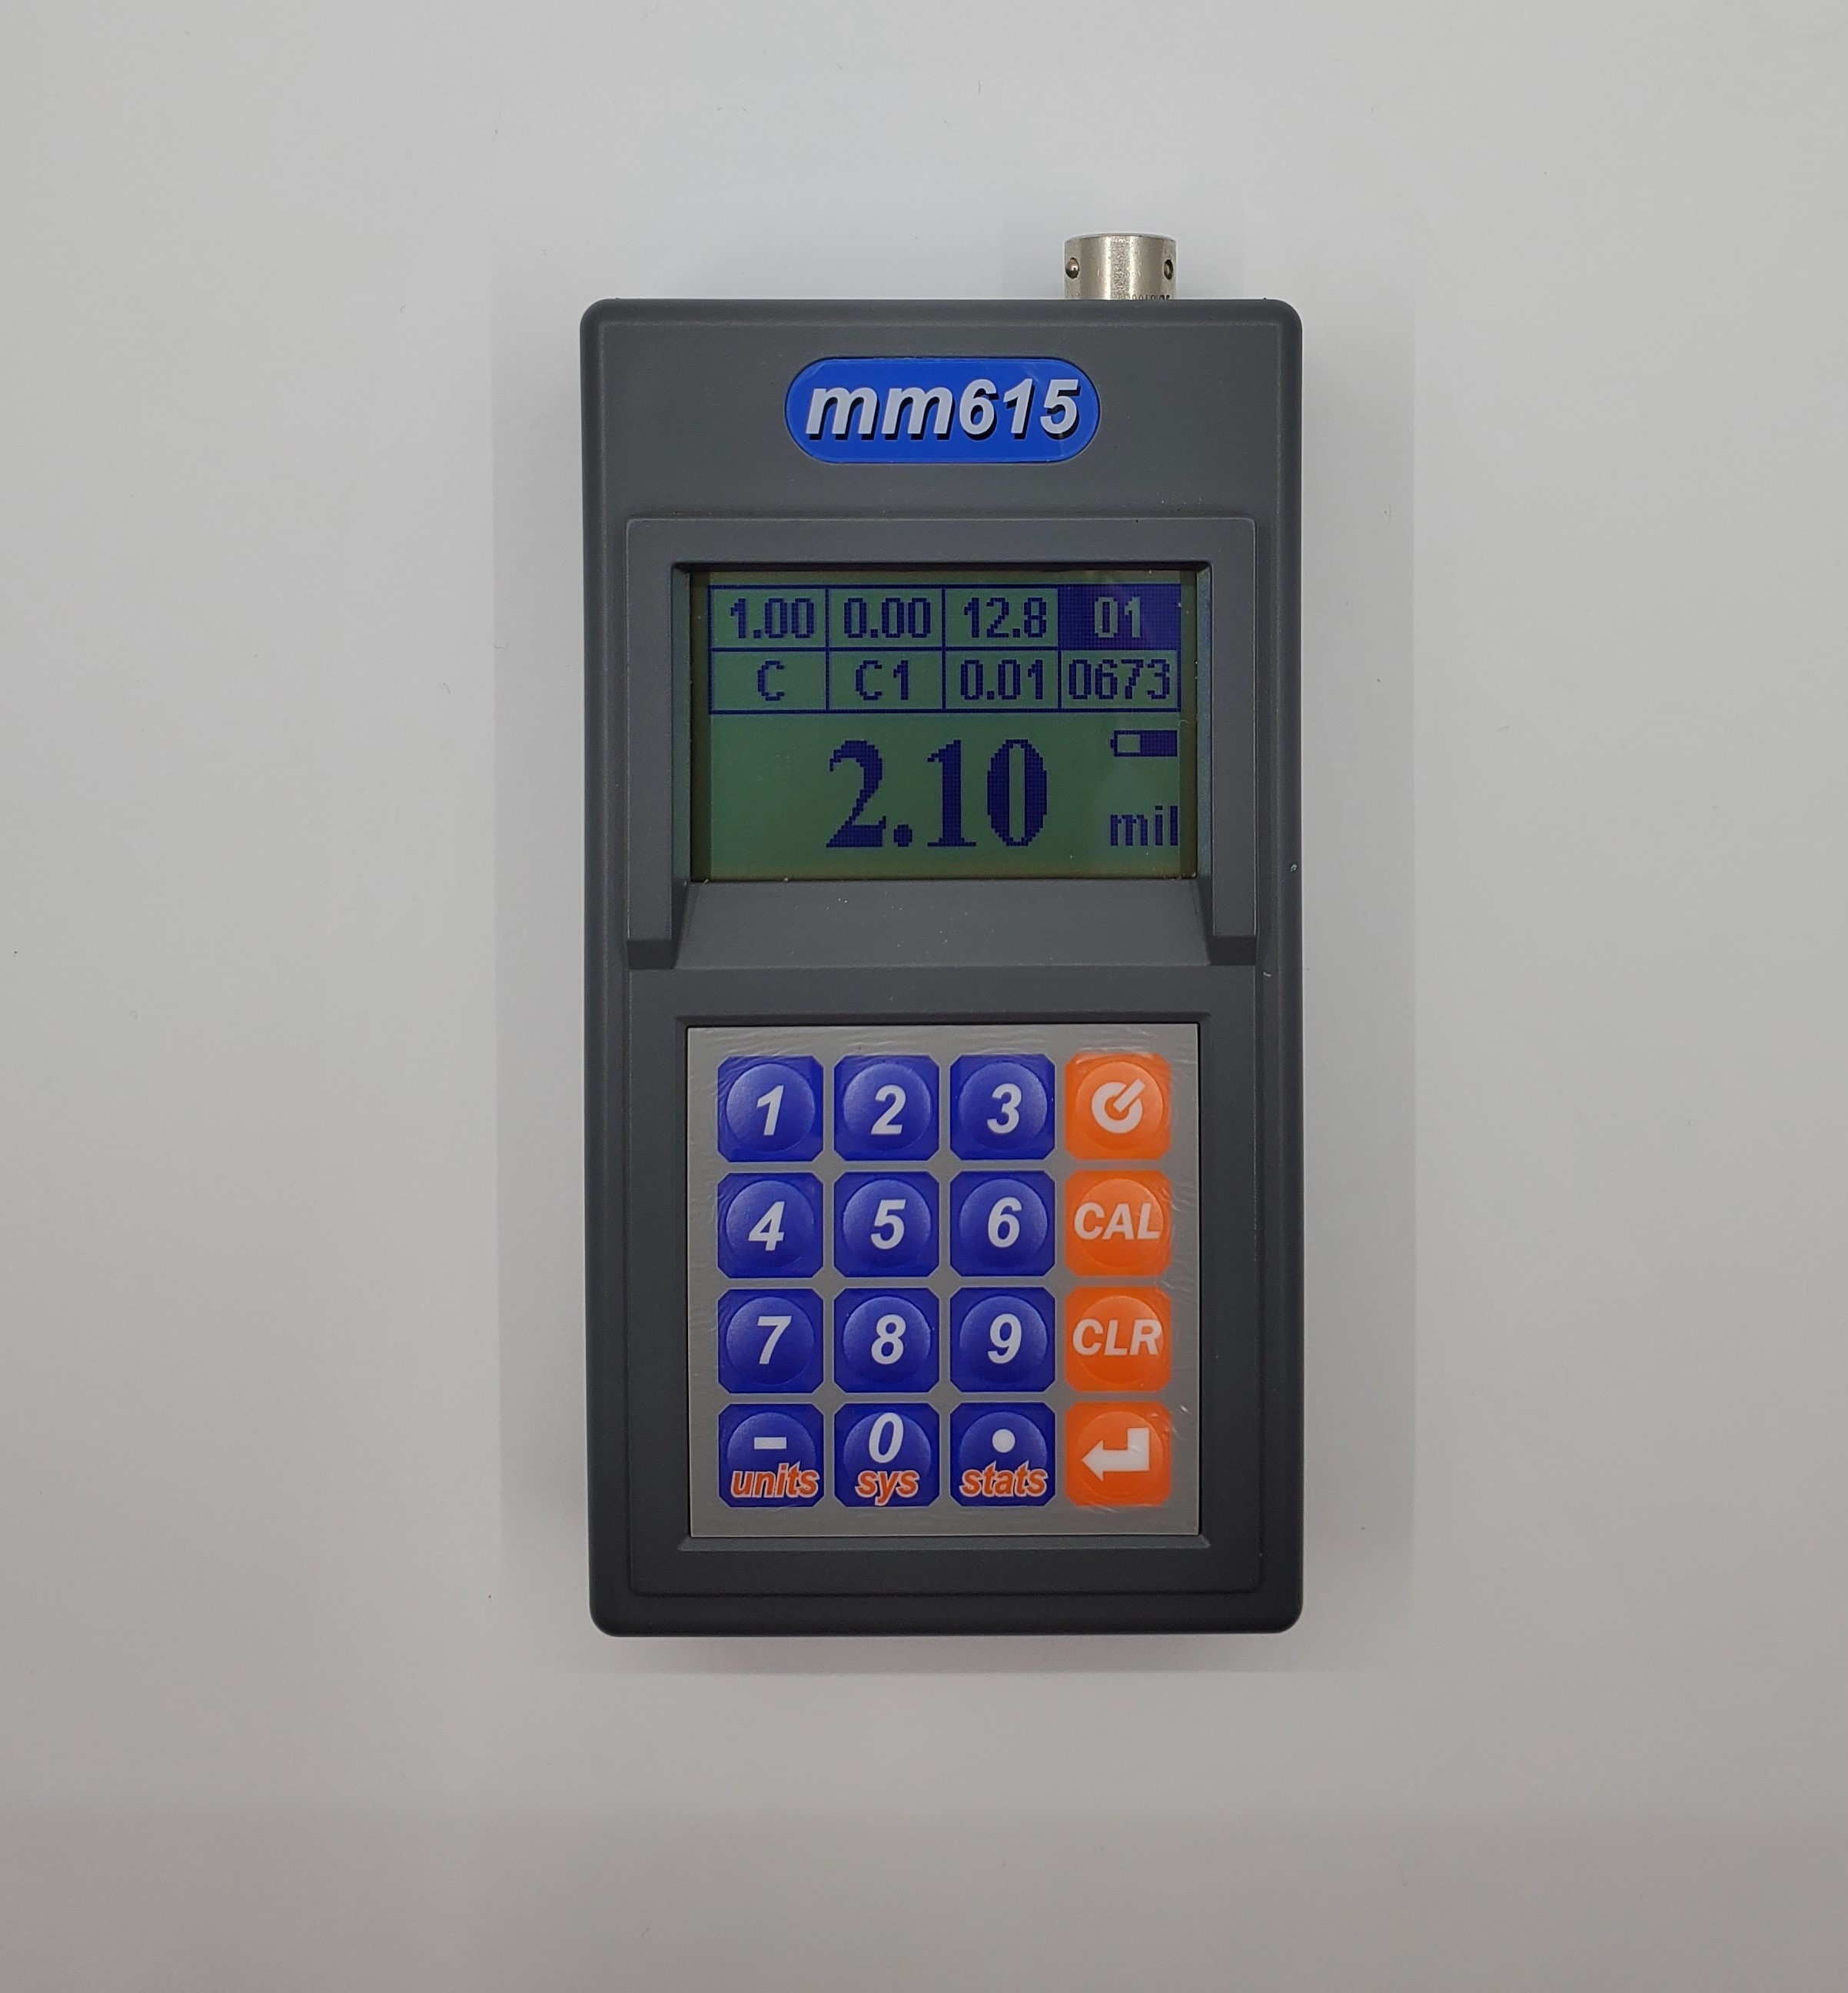 mm615
1.00 0.00 12.8 01
C C1 0.01 0673
2.10 mil
1 2 3
4 5 6 CAL
7 8 9 CLR
- 0 •
units sys stats